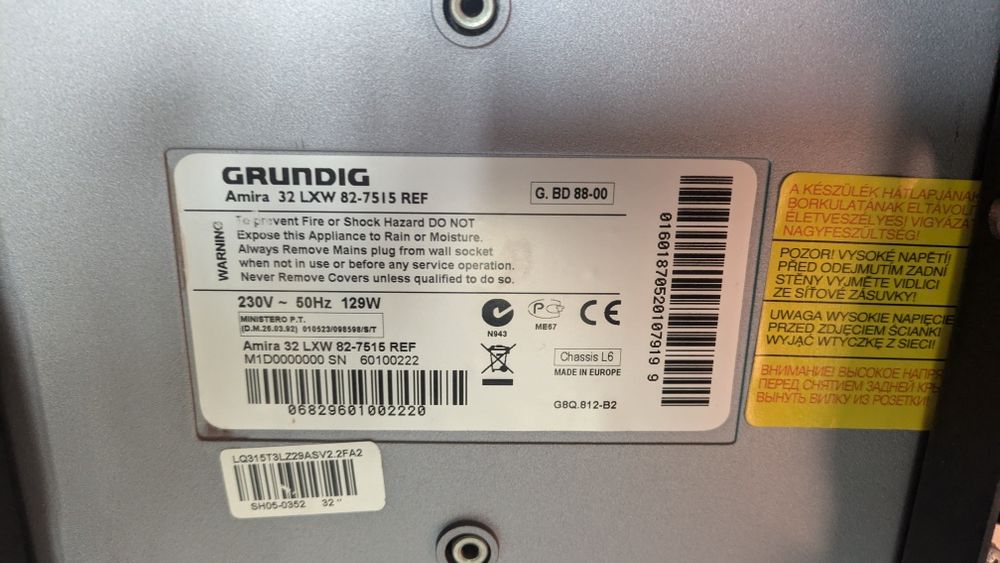 GRUNDIG
Amira 32 LXW 82-7515 REF
G. BD 88-00
WARNING
To prevent Fire or Shock Hazard DO NOT
Expose this Appliance to Rain or Moisture.
Always Remove Mains plug from wall socket
when not in use or before any service operation.
Never Remove Covers unless qualified to do so.
230V ~ 50Hz 129W
MINISTERO P.T.
(D.M.26.03.92) 010523/098598/S/T
N943
PC
ME67
CE
Amira 32 LXW 82-7515 REF
M1D0000000 SN 60100222
06829601002220
Chassis L6
MADE IN EUROPE
G8Q.812-B2
01601870520107919 9
LQ315T3LZ29ASV2.2FA2
SH05-0352 32"
A KÉSZÜLÉK HÁTLAPJÁNAK
BORKULATÁNAK ELTÁVOLT
ÉLETVESZÉLYES! VIGYÁZA
NAGYFESZÜLTSÉG!
POZOR! VYSOKÉ NAPĚTÍ!
PŘED ODEJMUTÍM ZADNÍ
STĚNY VYJMĚTE VIDLICI
ZE SÍŤOVÉ ZÁSUVKY!
UWAGA WYSOKIE NAPIĘCIE
PRZED ZDJĘCIEM ŚCIANKI
WYJĄĆ WTYCZKĘ Z SIECI!
ВНИМАНИЕ! ВЫСОКОЕ НАПРЯ
ПЕРЕД СНЯТИЕМ ЗАДНЕЙ КРЫ
ВЫНУТЬ ВИЛКУ ИЗ РОЗЕТКИ!